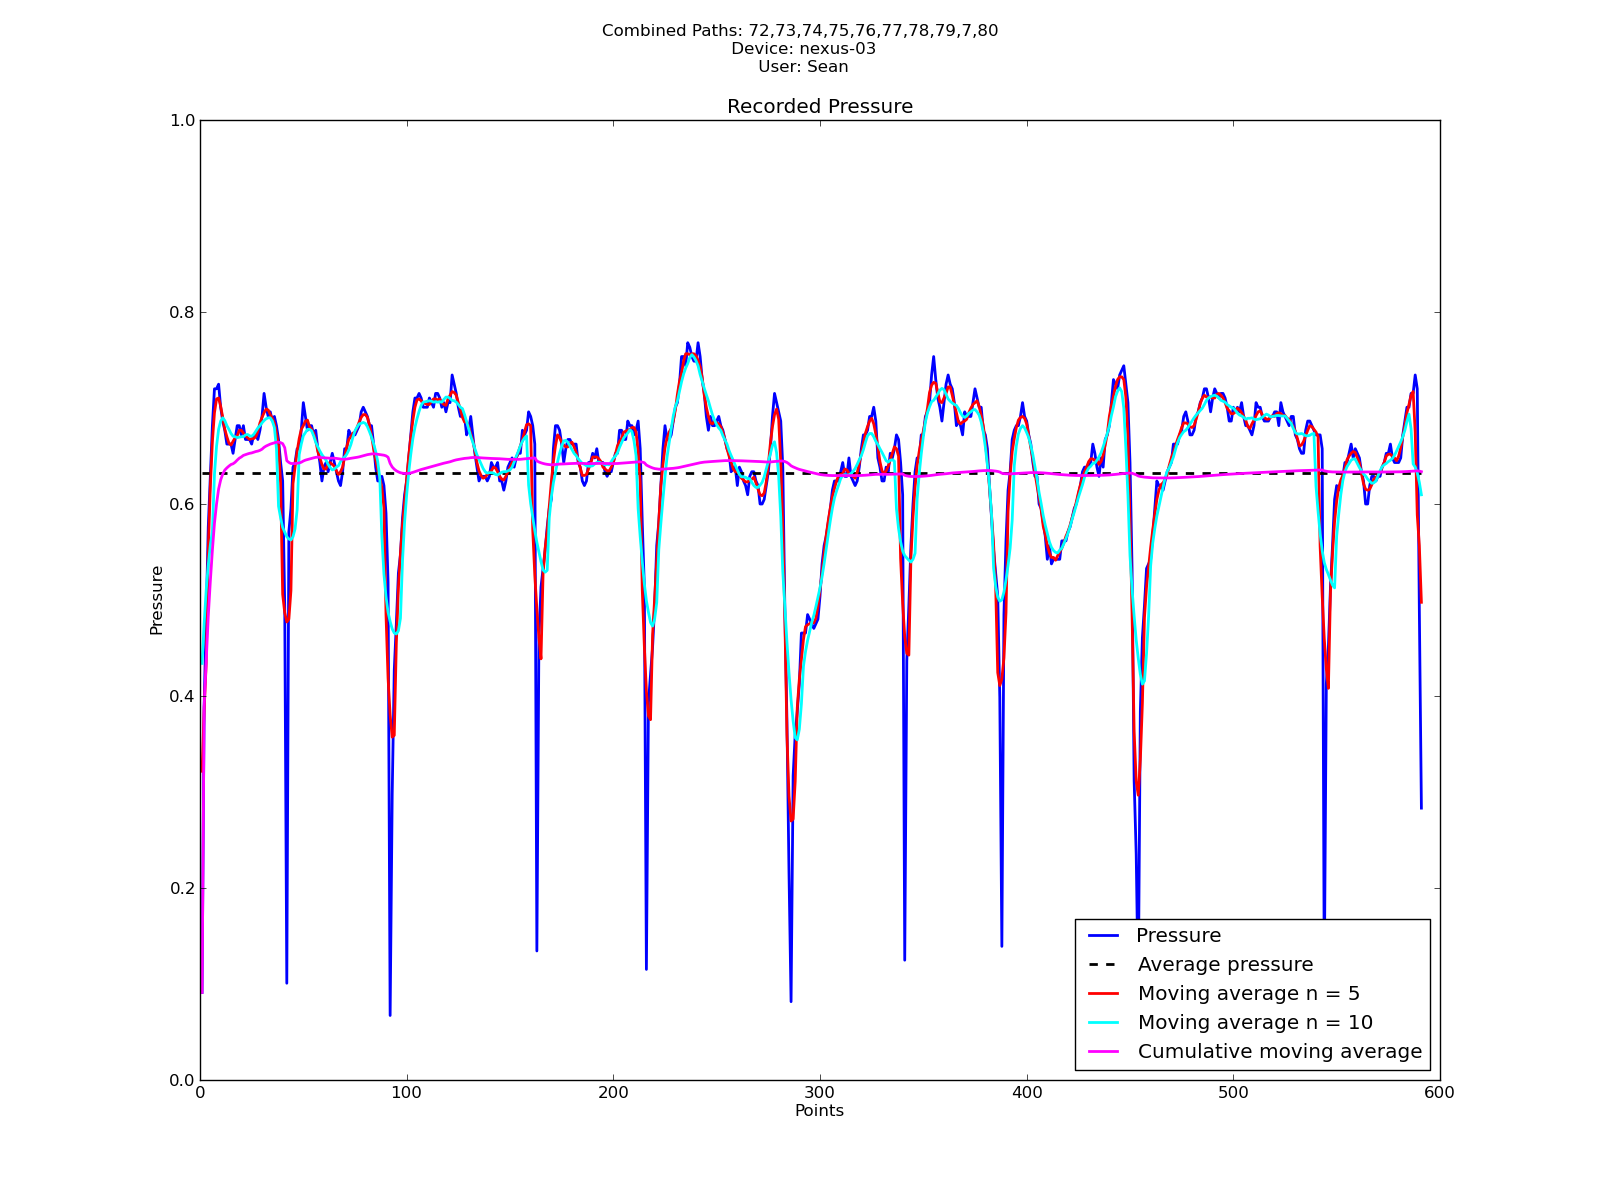 Combined Paths: 72,73,74,75,76,77,78,79,7,80
Device: nexus-03
User: Sean
Recorded Pressure
1.0
0.8
0.6
0.4
0.2
0.0
Pressure
0
100
200
300
400
500
600
Points
Pressure
Average pressure
Moving average n = 5
Moving average n = 10
Cumulative moving average